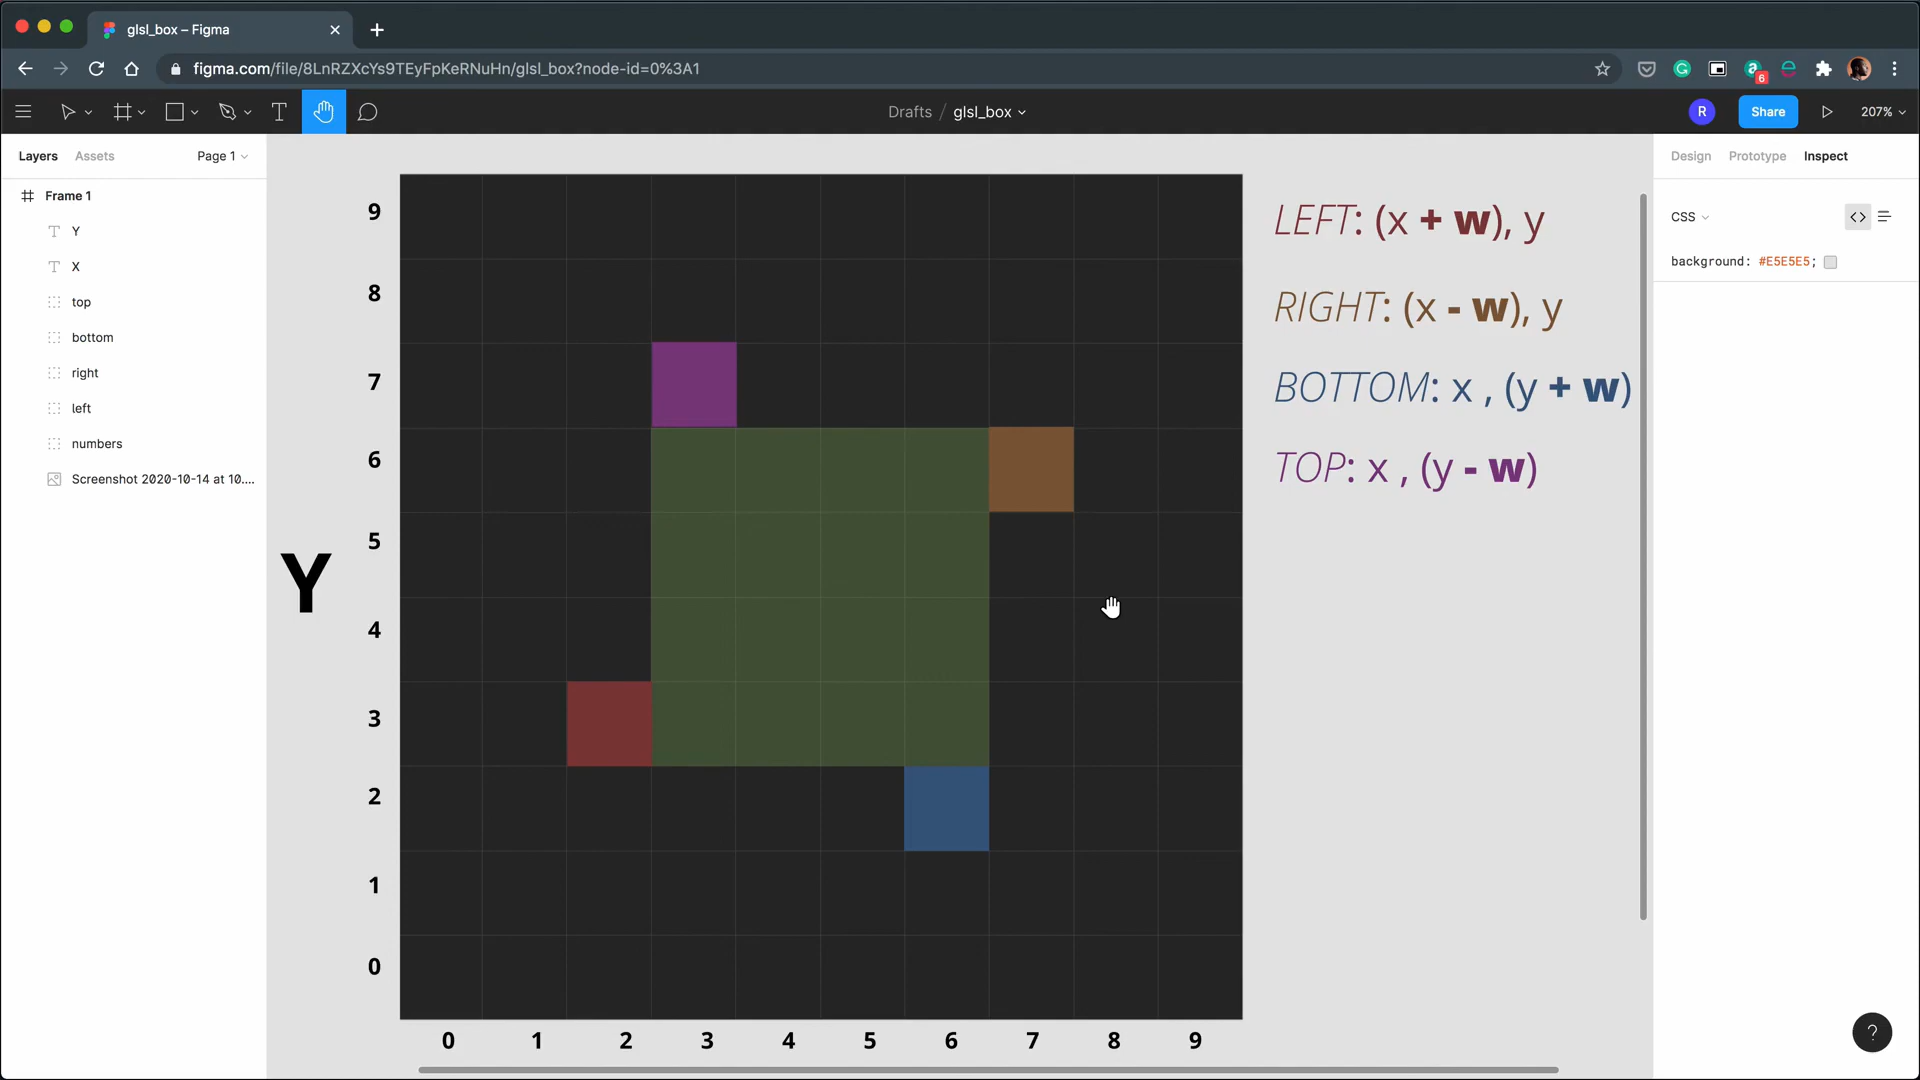 glsl_box – Figma
figma.com/file/8LnRZXcYs9TEyFpKeRNuHn/glsl_box?node-id=0%3A1
6
Drafts / glsl_box
R
Share
207%
Layers
Assets
Page 1
Design
Prototype
Inspect
Frame 1
Y
X
top
bottom
right
left
numbers
Screenshot 2020-10-14 at 10....
CSS
background: #E5E5E5;
LEFT: (x + w), y
RIGHT: (x - w), y
BOTTOM: x , (y + w)
TOP: x , (y - w)
Y
9
8
7
6
5
4
3
2
1
0
0 1 2 3 4 5 6 7 8 9
?